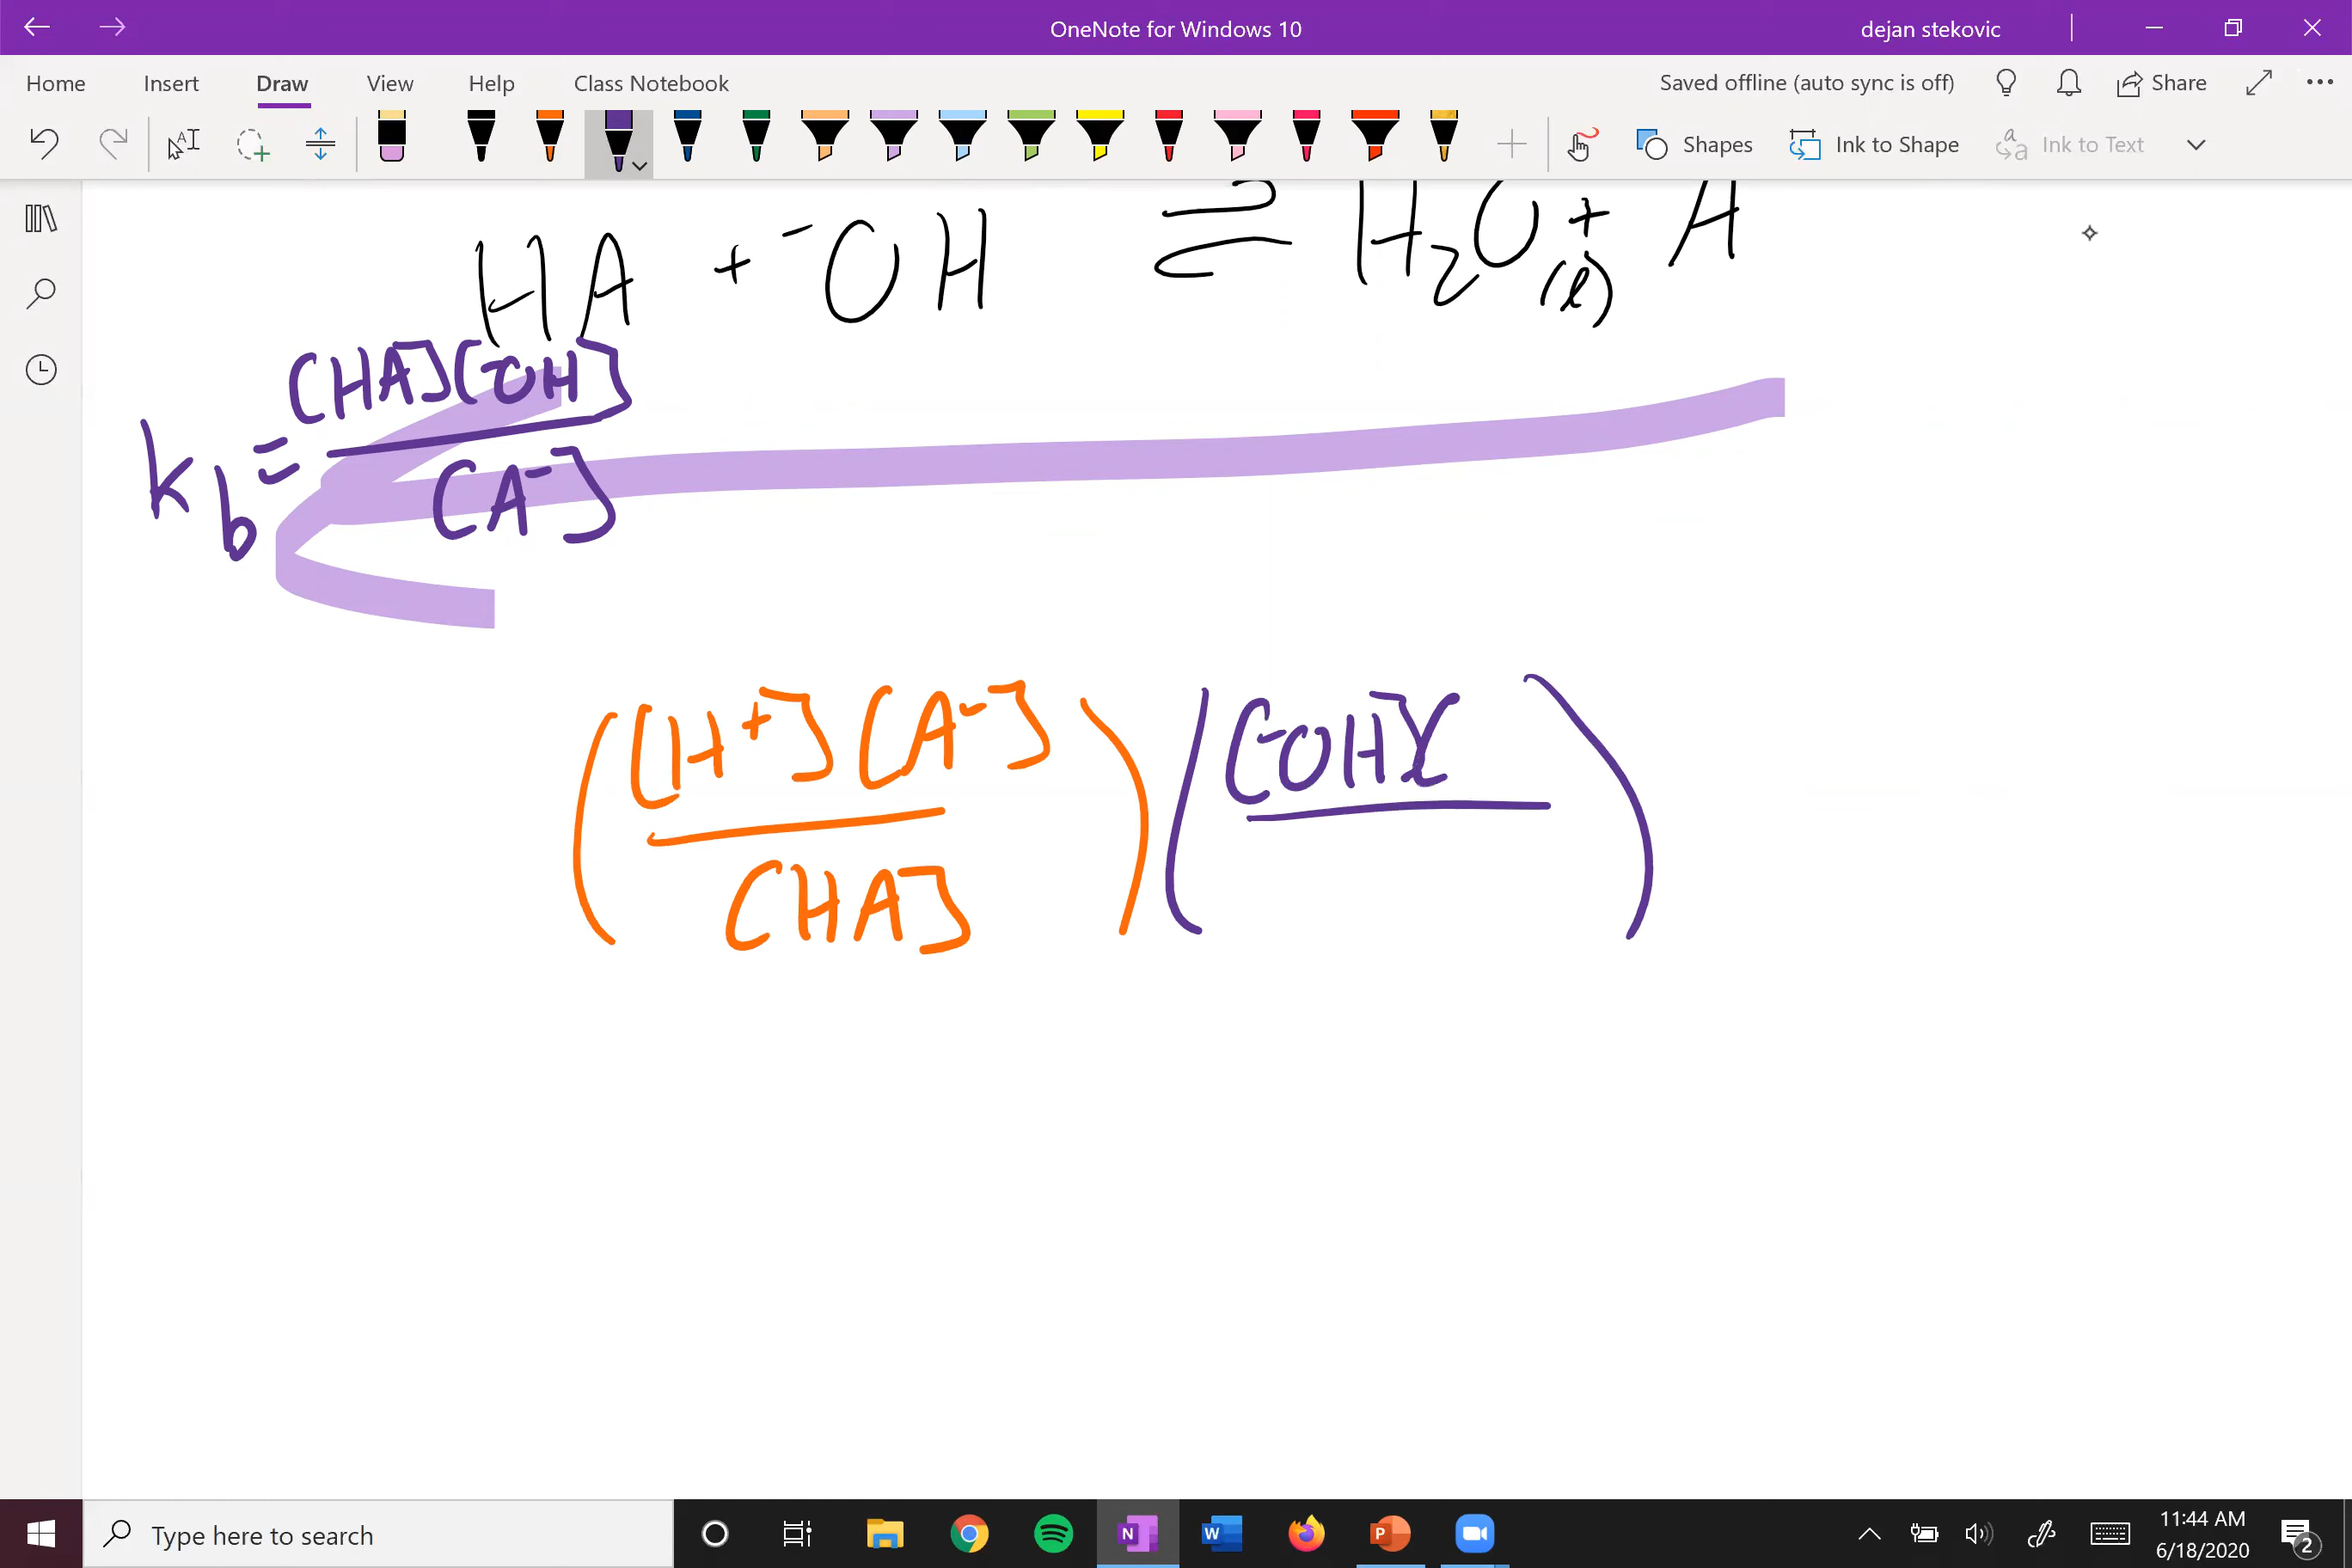 OneNote for Windows 10 dejan stekovic
Home Insert Draw View Help Class Notebook Saved offline (auto sync is off) Share
Shapes Ink to Shape Ink to Text
HA + ⁻OH ⇌ H₂O(l) + A
[HA][⁻OH]
k_b =
[A⁻]
([H⁺][A⁻]) ([⁻OH][ )
[HA]
Type here to search
11:44 AM
6/18/2020
2